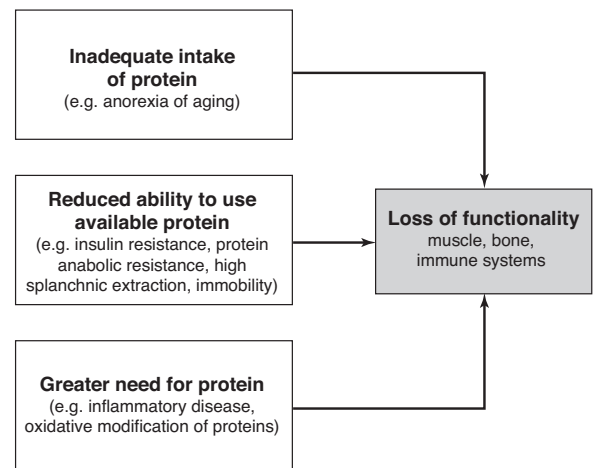 Inadequate intake
of protein
(e.g. anorexia of aging)
Reduced ability to use
available protein
(e.g. insulin resistance, protein
anabolic resistance, high
splanchnic extraction, immobility)
Loss of functionality
muscle, bone,
immune systems
Greater need for protein
(e.g. inflammatory disease,
oxidative modification of proteins)